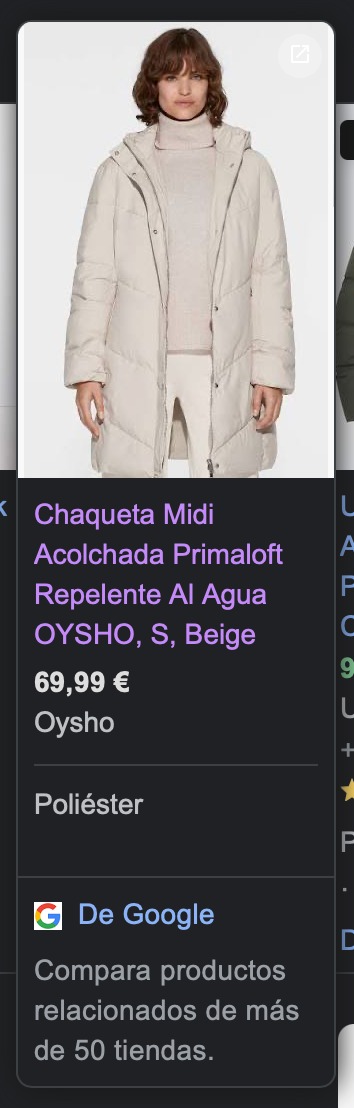 Chaqueta Midi
Acolchada Primaloft
Repelente Al Agua
OYSHO, S, Beige
69,99 €
Oysho
Poliéster
De Google
Compara productos
relacionados de más
de 50 tiendas.